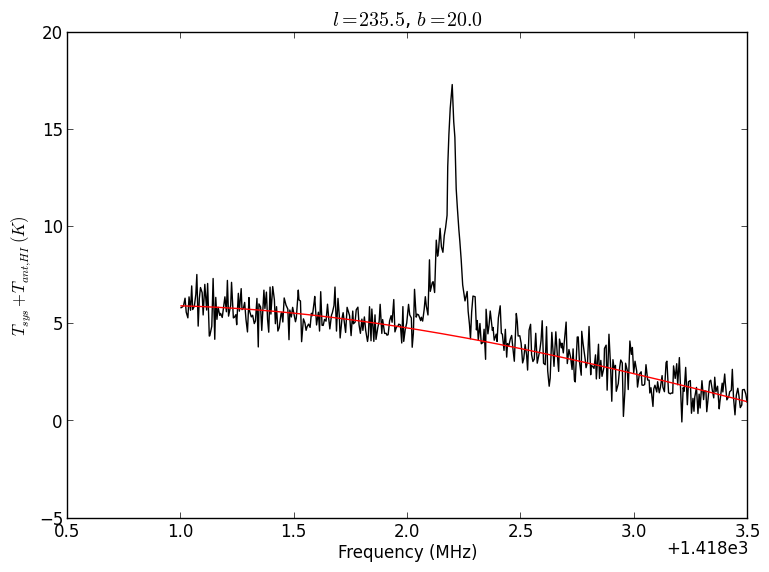 l = 235.5, b = 20.0
20
15
10
5
0
−5
T_sys + T_ant,HI (K)
0.5 1.0 1.5 2.0 2.5 3.0 3.5
Frequency (MHz)
+1.418e3